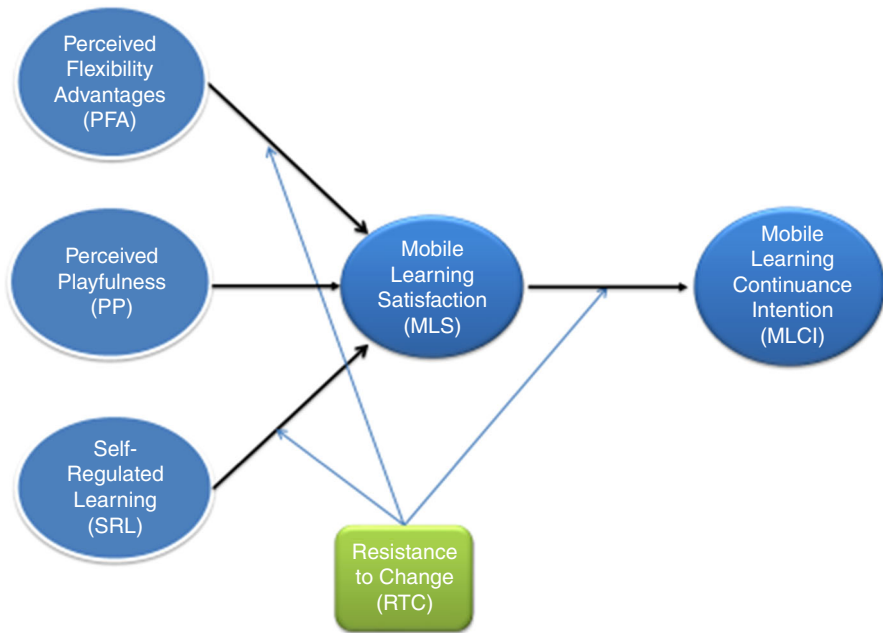 Perceived
Flexibility
Advantages
(PFA)
Perceived
Playfulness
(PP)
Self-
Regulated
Learning
(SRL)
Mobile
Learning
Satisfaction
(MLS)
Mobile
Learning
Continuance
Intention
(MLCI)
Resistance
to Change
(RTC)